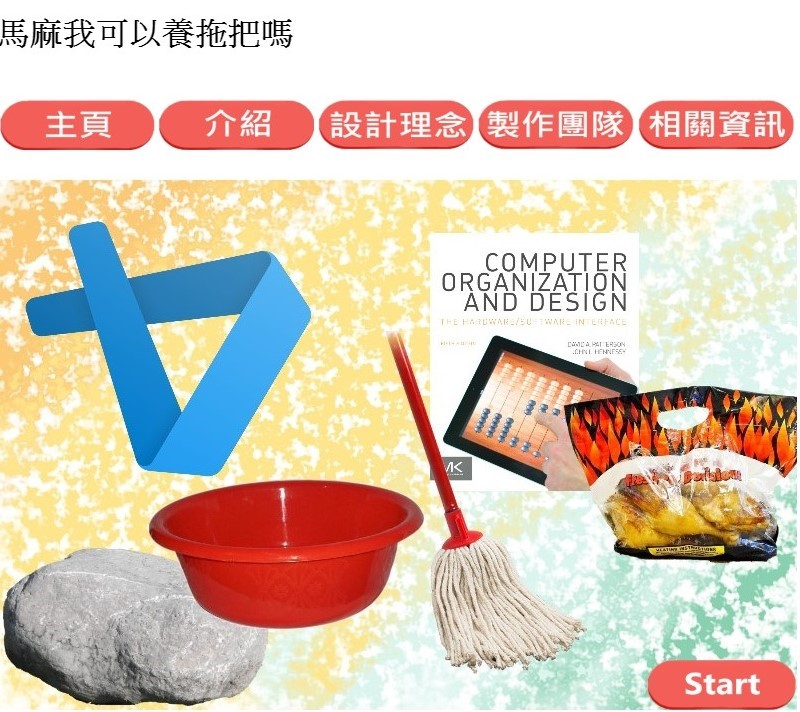 馬麻我可以養拖把嗎
主頁 介紹 設計理念 製作團隊 相關資訊
COMPUTER
ORGANIZATION
AND DESIGN
THE HARDWARE/SOFTWARE INTERFACE
DAVID A. PATTERSON
JOHN L. HENNESSY
MK
HEATING INSTRUCTIONS
Start